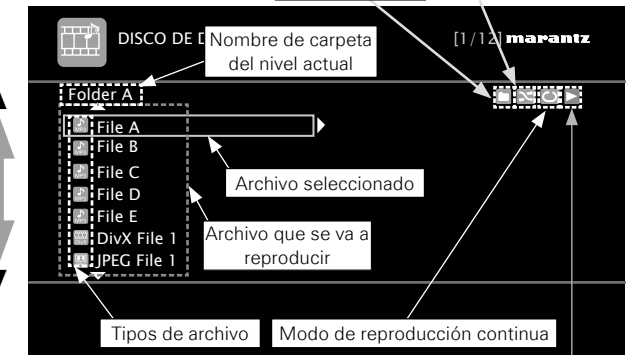 DISCO DE D
Nombre de carpeta
del nivel actual
[1/12] marantz
Folder A
File A
File B
File C
File D
File E
DivX File 1
JPEG File 1
Archivo seleccionado
Archivo que se va a
reproducir
Tipos de archivo
Modo de reproducción continua